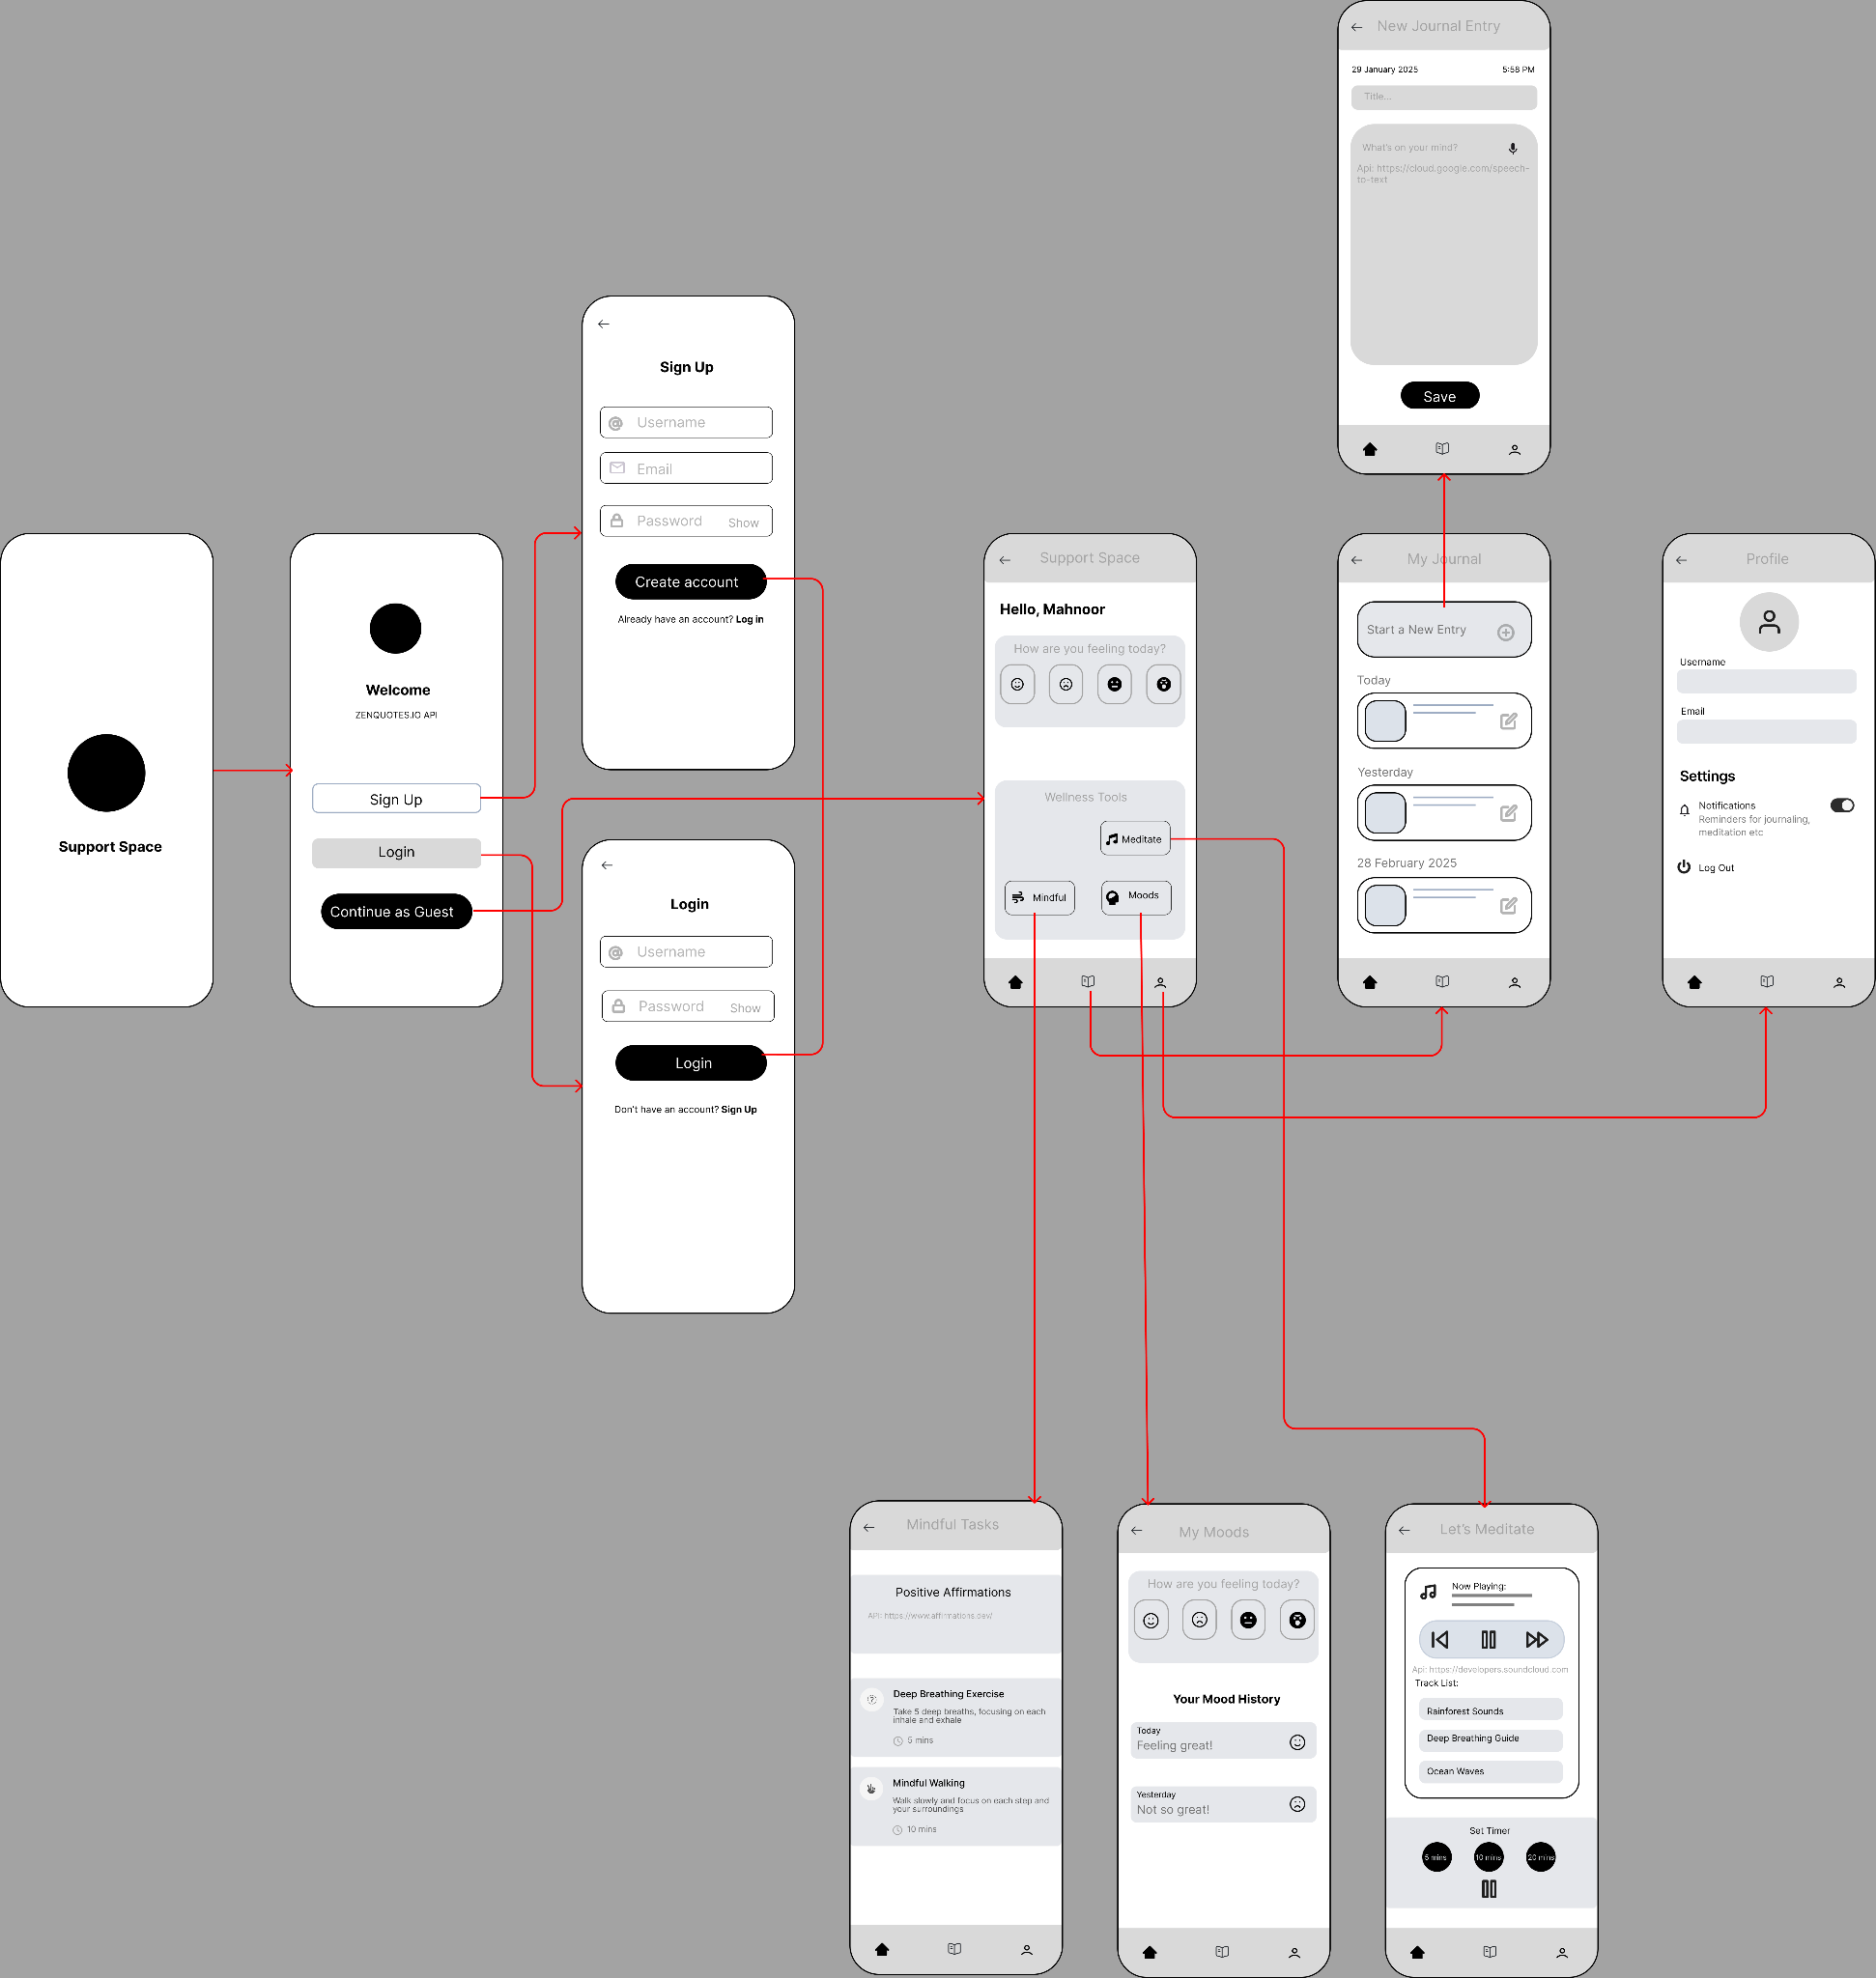 New Journal Entry
29 January 2025
5:58 PM
Title...
What's on your mind?
Api: https://cloud.google.com/speech-
to-text
Save
Sign Up
@ Username
Email
Password
Show
Create account
Already have an account? Log in
Support Space
Welcome
ZENQUOTES.IO API
Sign Up
Login
Continue as Guest
Login
@ Username
Password
Show
Login
Don't have an account? Sign Up
Support Space
Hello, Mahnoor
How are you feeling today?
Wellness Tools
Meditate
Mindful
Moods
My Journal
Start a New Entry
Today
Yesterday
28 February 2025
Profile
Username
Email
Settings
Notifications
Reminders for journaling,
meditation etc
Log Out
Mindful Tasks
Positive Affirmations
API: https://www.affirmations.dev/
Deep Breathing Exercise
Take 5 deep breaths, focusing on each
inhale and exhale
5 mins
Mindful Walking
Walk slowly and focus on each step and
your surroundings
10 mins
My Moods
How are you feeling today?
Your Mood History
Today
Feeling great!
Yesterday
Not so great!
Let's Meditate
Now Playing:
Api: https://developers.soundcloud.com
Track List:
Rainforest Sounds
Deep Breathing Guide
Ocean Waves
Set Timer
5 mins
10 mins
20 mins